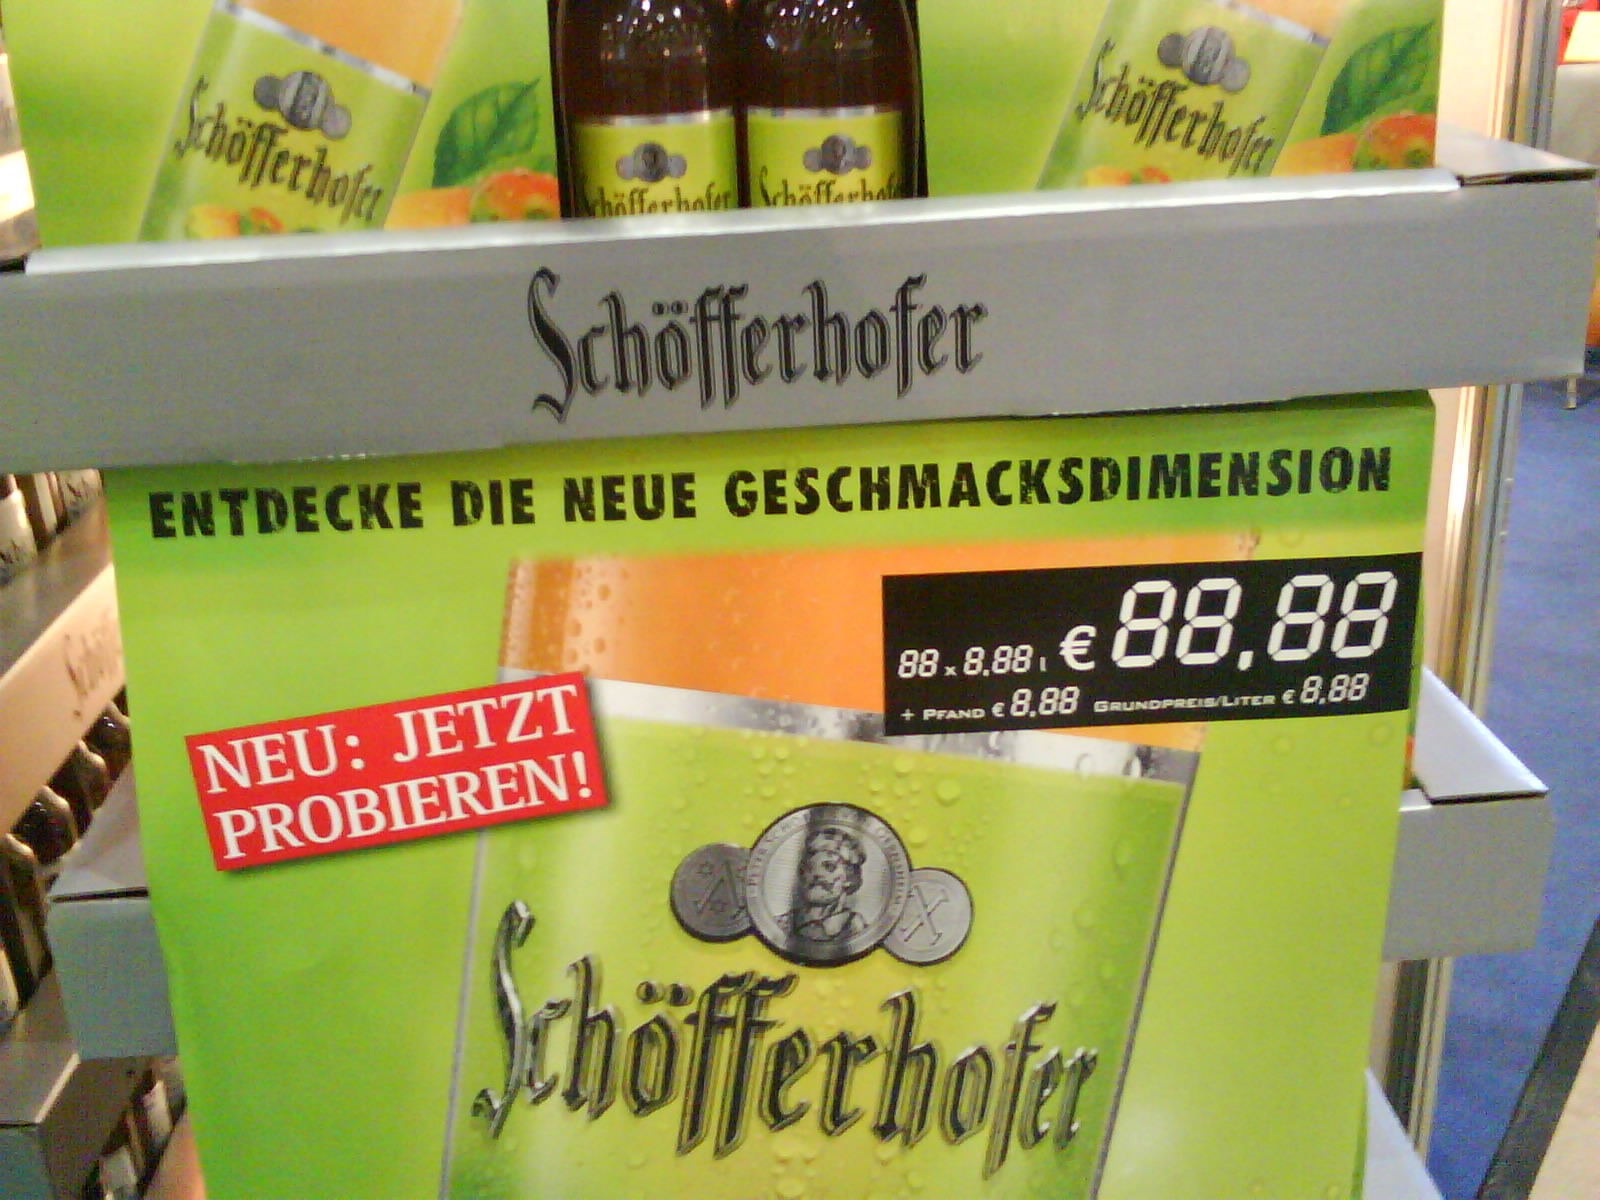 Schöfferhofer
Schöfferhofer
Schöfferhofer
Schöfferhofer
Schöfferhofer
ENTDECKE DIE NEUE GESCHMACKSDIMENSION
88 x 8,88 l € 88,88
+ PFAND € 8,88 GRUNDPREIS/LITER € 8,88
NEU: JETZT
PROBIEREN!
Schöfferhofer